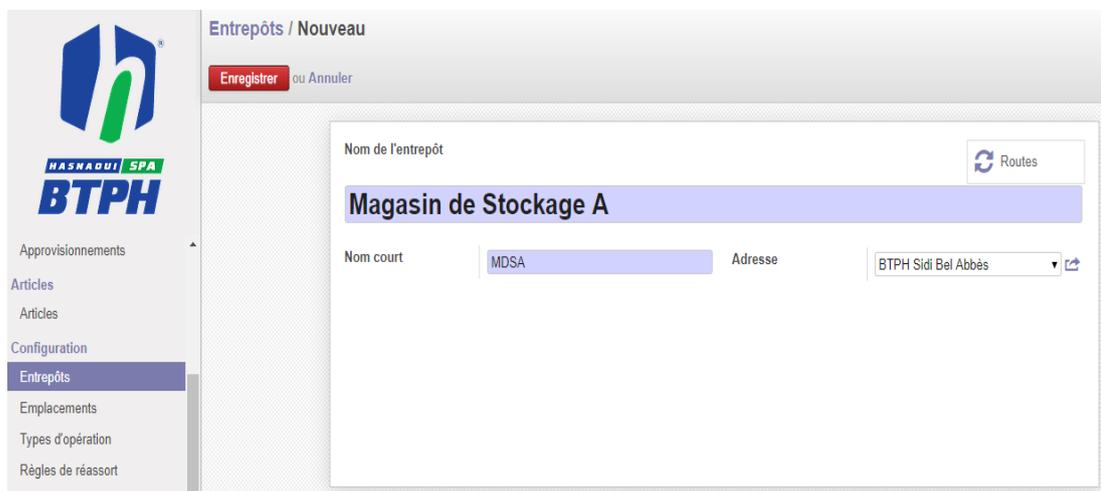 ®
HASNAOUI SPA
BTPH
Approvisionnements
Articles
Articles
Configuration
Entrepôts
Emplacements
Types d'opération
Règles de réassort
Entrepôts / Nouveau
Enregistrer ou Annuler
Nom de l'entrepôt
Routes
Magasin de Stockage A
Nom court MDSA Adresse BTPH Sidi Bel Abbès